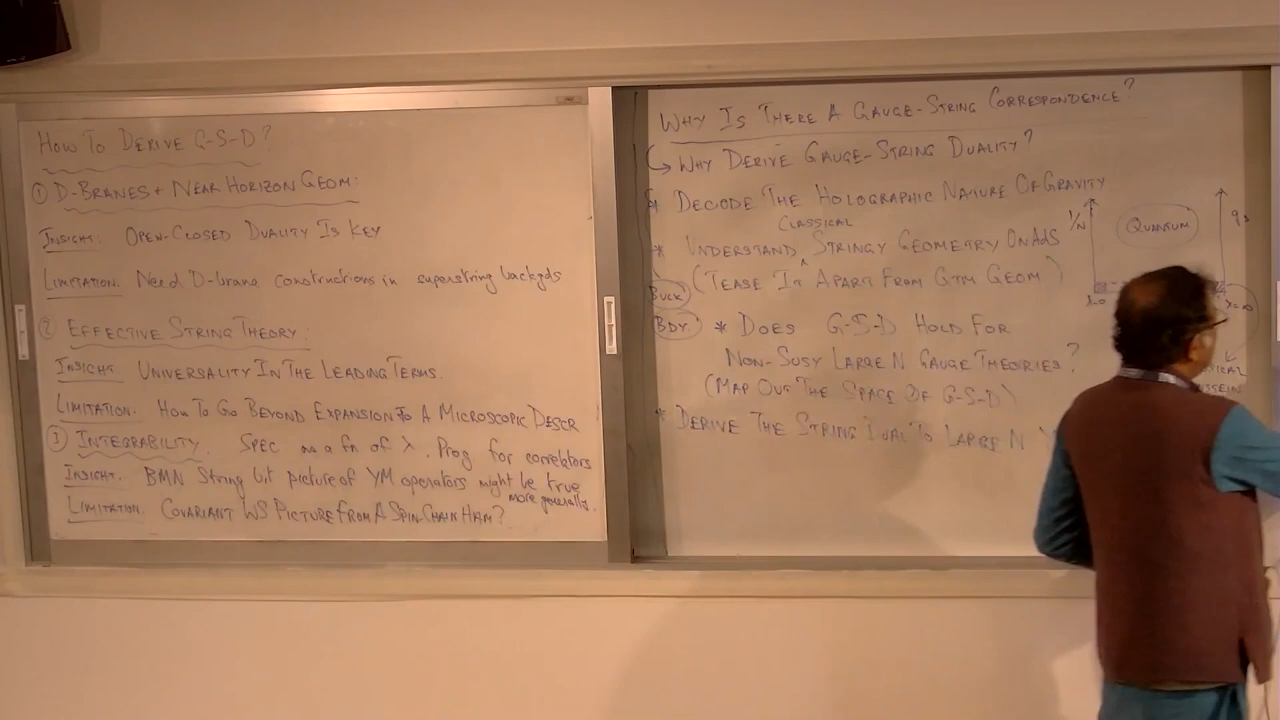 HOW TO DERIVE G-S-D?
① D-BRANES + NEAR HORIZON GEOM:
INSIGHT: OPEN-CLOSED DUALITY IS KEY
LIMITATION. Need D-brane constructions in superstring backgds
② EFFECTIVE STRING THEORY:
INSIGHT UNIVERSALITY IN THE LEADING TERMS.
LIMITATION. HOW TO GO BEYOND EXPANSION TO A MICROSCOPIC DESCR
③ INTEGRABILITY. SPEC as a fn of λ. Prog for correlators
INSIGHT. BMN String bit picture of YM operators might be true
more generally.
LIMITATION. COVARIANT WS PICTURE FROM A SPIN-CHAIN HAM?
WHY IS THERE A GAUGE-STRING CORRESPONDENCE?
↳ WHY DERIVE GAUGE-STRING DUALITY?
* DECODE THE HOLOGRAPHIC NATURE OF GRAVITY
CLASSICAL
* UNDERSTAND ^ STRINGY GEOMETRY ON AdS
(TEASE IT APART FROM QTM GEOM)
BULK
BDY. * DOES G-S-D HOLD FOR
NON-SUSY LARGE N GAUGE THEORIES?
(MAP OUT THE SPACE OF G-S-D)
* DERIVE THE STRING DUAL TO LARGE N Y
1/N
QUANTUM
gs
λ=0
λ=∞